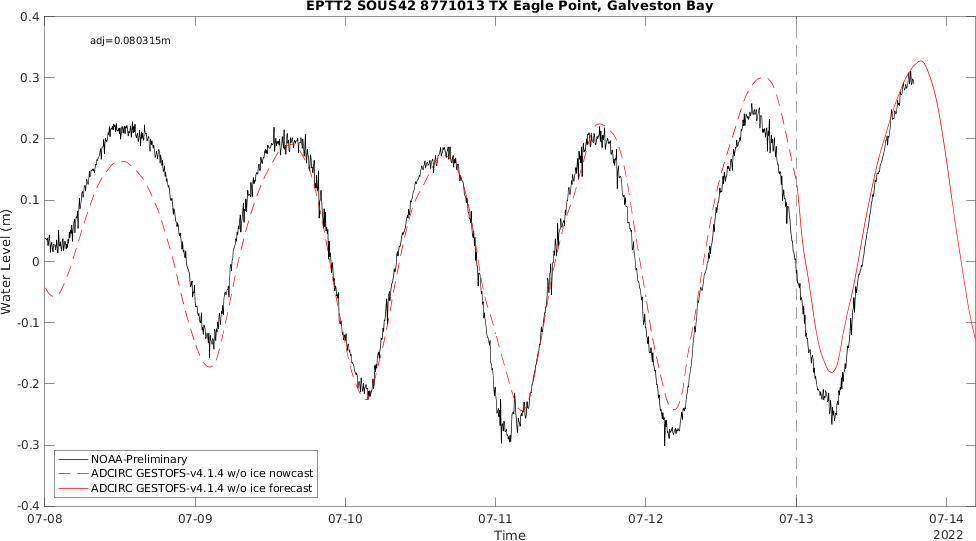 EPTT2 SOUS42 8771013 TX Eagle Point, Galveston Bay
adj=0.080315m
0.4
0.3
0.2
0.1
0
-0.1
-0.2
-0.3
-0.4
Water Level (m)
NOAA-Preliminary
ADCIRC GESTOFS-v4.1.4 w/o ice nowcast
ADCIRC GESTOFS-v4.1.4 w/o ice forecast
07-08 07-09 07-10 07-11 07-12 07-13 07-14
Time
2022